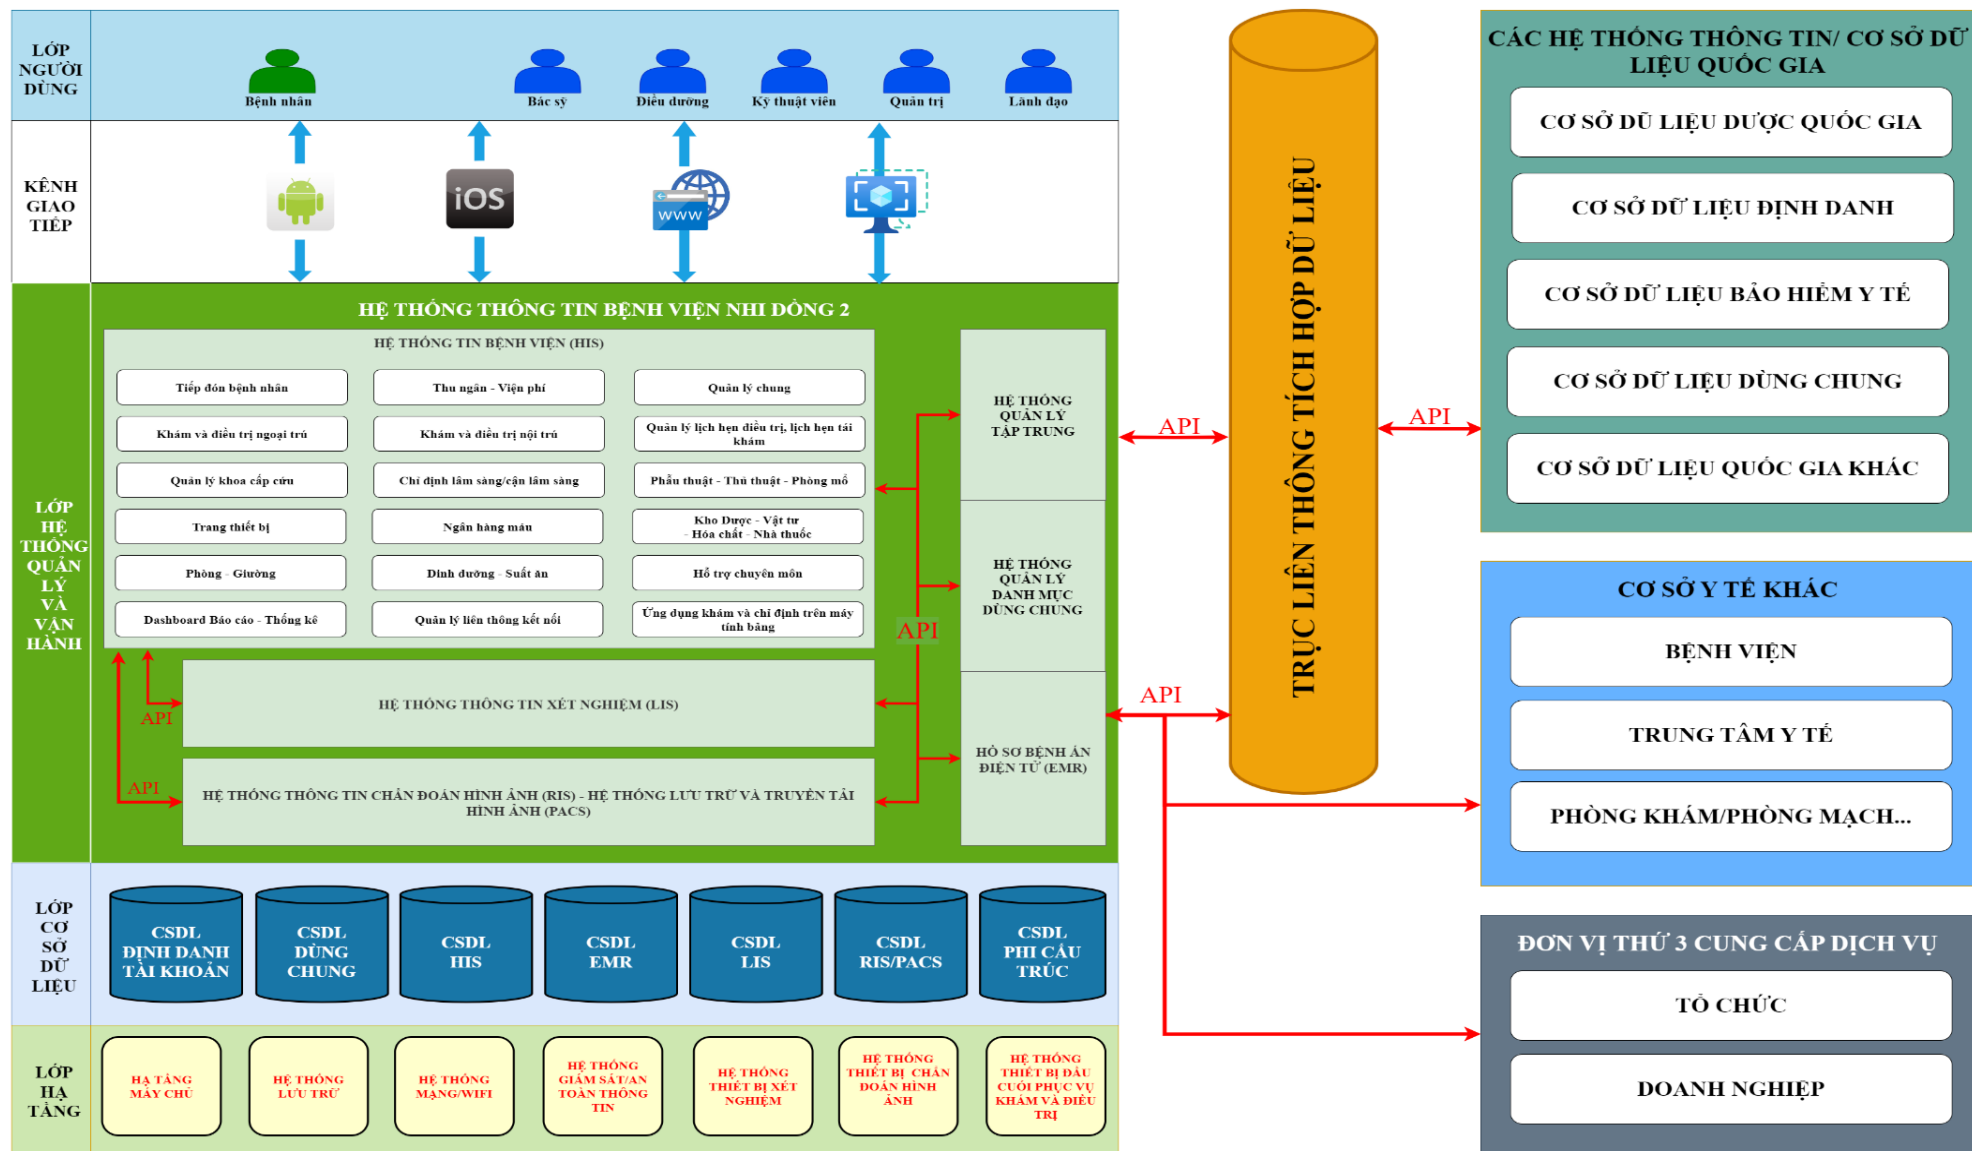 LỚP
NGƯỜI
DÙNG
Bệnh nhân
Bác sỹ
Điều dưỡng
Kỹ thuật viên
Quản trị
Lãnh đạo
KÊNH
GIAO
TIẾP
iOS
WWW
LỚP
HỆ
THỐNG
QUẢN
LÝ
VÀ
VẬN
HÀNH
HỆ THỐNG THÔNG TIN BỆNH VIỆN NHI ĐỒNG 2
HỆ THÔNG TIN BỆNH VIỆN (HIS)
Tiếp đón bệnh nhân
Thu ngân - Viện phí
Quản lý chung
Khám và điều trị ngoại trú
Khám và điều trị nội trú
Quản lý lịch hẹn điều trị, lịch hẹn tái
khám
Quản lý khoa cấp cứu
Chỉ định lâm sàng/cận lâm sàng
Phẫu thuật - Thủ thuật - Phòng mổ
Trang thiết bị
Ngân hàng máu
Kho Dược - Vật tư
- Hóa chất - Nhà thuốc
Phòng - Giường
Dinh dưỡng - Suất ăn
Hỗ trợ chuyên môn
Dashboard Báo cáo - Thống kê
Quản lý liên thông kết nối
Ứng dụng khám và chỉ định trên máy
tính bảng
API
HỆ THỐNG THÔNG TIN XÉT NGHIỆM (LIS)
API
HỆ THỐNG THÔNG TIN CHẨN ĐOÁN HÌNH ẢNH (RIS) - HỆ THỐNG LƯU TRỮ VÀ TRUYỀN TẢI
HÌNH ẢNH (PACS)
API
HỆ THỐNG
QUẢN LÝ
TẬP TRUNG
HỆ THỐNG
QUẢN LÝ
DANH MỤC
DÙNG CHUNG
HỒ SƠ BỆNH ÁN
ĐIỆN TỬ (EMR)
LỚP
CƠ
SỞ
DỮ
LIỆU
CSDL
ĐỊNH DANH
TÀI KHOẢN
CSDL
DÙNG
CHUNG
CSDL
HIS
CSDL
EMR
CSDL
LIS
CSDL
RIS/PACS
CSDL
PHI CẤU
TRÚC
LỚP
HẠ
TẦNG
HẠ TẦNG
MÁY CHỦ
HỆ THỐNG
LƯU TRỮ
HỆ THỐNG
MẠNG/WIFI
HỆ THỐNG
GIÁM SÁT/AN
TOÀN THÔNG
TIN
HỆ THỐNG
THIẾT BỊ XÉT
NGHIỆM
HỆ THỐNG
THIẾT BỊ CHẨN
ĐOÁN HÌNH
ẢNH
HỆ THỐNG
THIẾT BỊ ĐẦU
CUỐI PHỤC VỤ
KHÁM VÀ ĐIỀU
TRỊ
API
API
TRỤC LIÊN THÔNG TÍCH HỢP DỮ LIỆU
API
CÁC HỆ THỐNG THÔNG TIN/ CƠ SỞ DỮ
LIỆU QUỐC GIA
CƠ SỞ DŨ LIỆU DƯỢC QUỐC GIA
CƠ SỞ DỮ LIỆU ĐỊNH DANH
CƠ SỞ DỮ LIỆU BẢO HIỂM Y TẾ
CƠ SỞ DỮ LIỆU DÙNG CHUNG
CƠ SỞ DỮ LIỆU QUỐC GIA KHÁC
CƠ SỞ Y TẾ KHÁC
BỆNH VIỆN
TRUNG TÂM Y TẾ
PHÒNG KHÁM/PHÒNG MẠCH...
ĐƠN VỊ THỨ 3 CUNG CẤP DỊCH VỤ
TỔ CHỨC
DOANH NGHIỆP